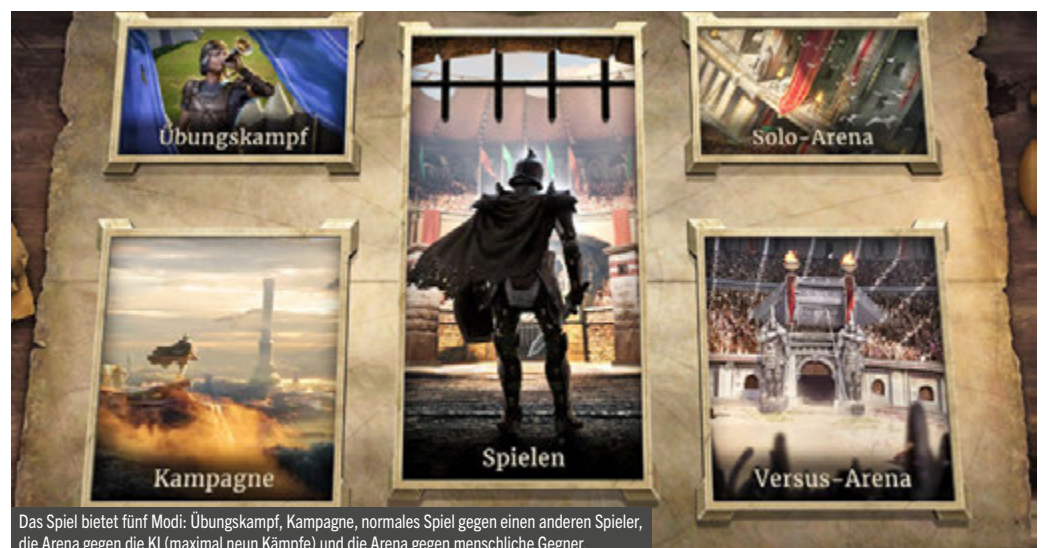 Übungskampf
Solo-Arena
Spielen
Kampagne
Versus-Arena
Das Spiel bietet fünf Modi: Übungskampf, Kampagne, normales Spiel gegen einen anderen Spieler,
die Arena gegen die KI (maximal neun Kämpfe) und die Arena gegen menschliche Gegner